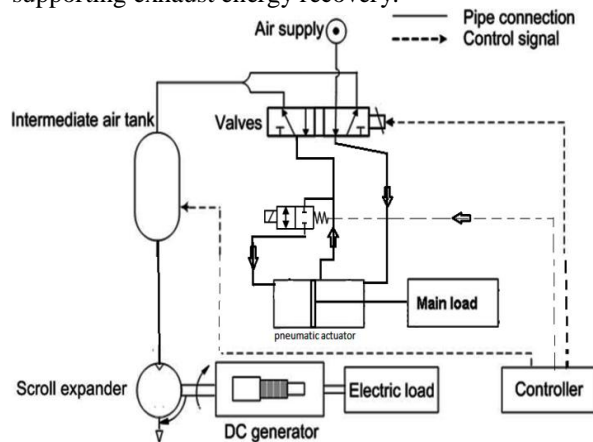 supporting exhaust energy recovery.
Air supply
Pipe connection
Control signal
Intermediate air tank
Valves
Main load
pneumatic actuator
Scroll expander
Electric load
Controller
DC generator